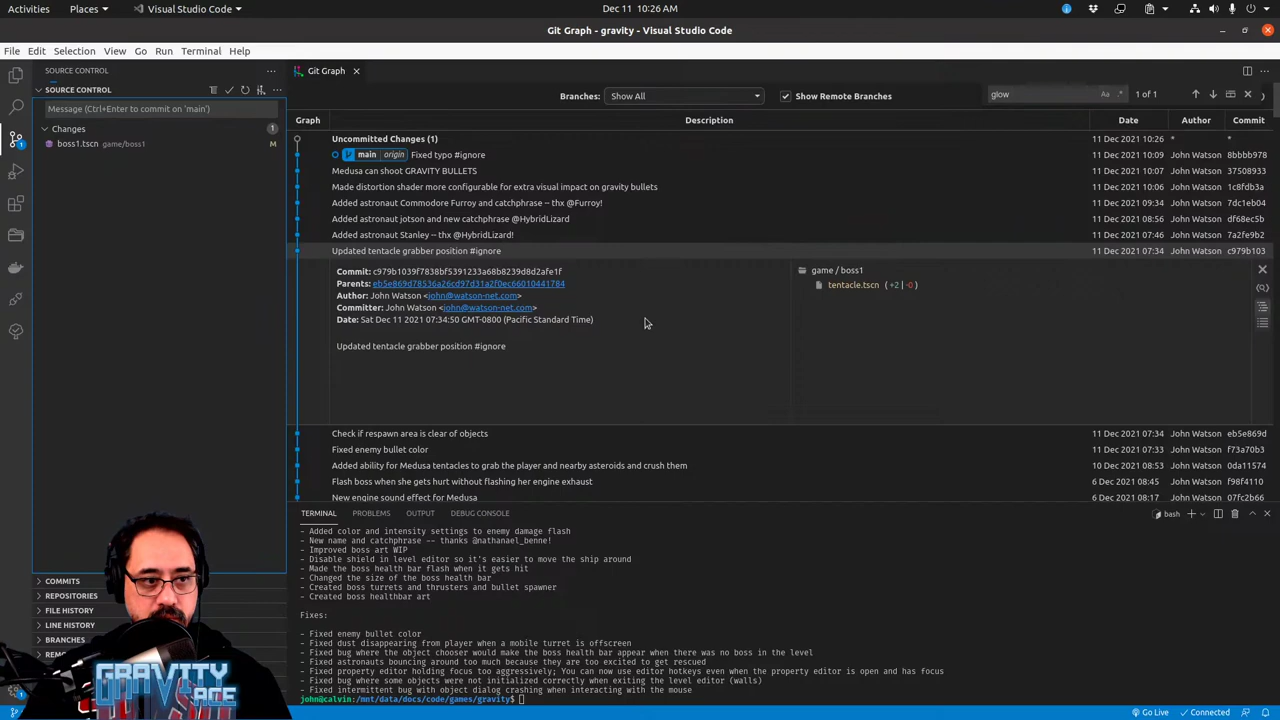 Activities Places Visual Studio Code Dec 11 10:26 AM
Git Graph - gravity - Visual Studio Code
File Edit Selection View Go Run Terminal Help
SOURCE CONTROL
Git Graph
SOURCE CONTROL
Branches: Show All Show Remote Branches glow Aa .* 1 of 1
Message (Ctrl+Enter to commit on 'main')
Graph Description Date Author Commit
Changes 1
boss1.tscn game/boss1 M
Uncommitted Changes (1) 11 Dec 2021 10:26 * *
main origin Fixed typo #ignore 11 Dec 2021 10:09 John Watson 8bbbb978
Medusa can shoot GRAVITY BULLETS 11 Dec 2021 10:07 John Watson 37508933
Made distortion shader more configurable for extra visual impact on gravity bullets 11 Dec 2021 10:06 John Watson 1c8fdb3a
Added astronaut Commodore Furroy and catchphrase -- thx @Furroy! 11 Dec 2021 09:34 John Watson 7dc1eb04
Added astronaut jotson and new catchphrase @HybridLizard 11 Dec 2021 08:56 John Watson df68ec5b
Added astronaut Stanley -- thx @HybridLizard! 11 Dec 2021 07:46 John Watson 7a2fe9b2
Updated tentacle grabber position #ignore 11 Dec 2021 07:34 John Watson c979b103
Commit: c979b1039f7838bf5391233a68b8239d8d2afe1f
Parents: eb5e869d78536a26cd97d31a2f0ec66010441784
Author: John Watson <john@watson-net.com>
Committer: John Watson <john@watson-net.com>
Date: Sat Dec 11 2021 07:34:50 GMT-0800 (Pacific Standard Time)
Updated tentacle grabber position #ignore
game / boss1
tentacle.tscn ( +2 | -0 )
Check if respawn area is clear of objects 11 Dec 2021 07:34 John Watson eb5e869d
Fixed enemy bullet color 11 Dec 2021 07:33 John Watson f73a70b3
Added ability for Medusa tentacles to grab the player and nearby asteroids and crush them 10 Dec 2021 08:53 John Watson 0da11574
Flash boss when she gets hurt without flashing her engine exhaust 6 Dec 2021 08:45 John Watson f98f4110
New engine sound effect for Medusa 6 Dec 2021 08:17 John Watson 07fc2b66
TERMINAL PROBLEMS OUTPUT DEBUG CONSOLE bash
- Added color and intensity settings to enemy damage flash
- New name and catchphrase -- thanks @nathanael_benne!
- Improved boss art WIP
- Disable shield in level editor so it's easier to move the ship around
- Made the boss health bar flash when it gets hit
- Changed the size of the boss health bar
- Created boss turrets and thrusters and bullet spawner
- Created boss healthbar art
Fixes:
- Fixed enemy bullet color
- Fixed dust disappearing from player when a mobile turret is offscreen
- Fixed bug where the object chooser would make the boss health bar appear when there was no boss in the level
- Fixed astronauts bouncing around too much because they are too excited to get rescued
- Fixed property editor holding focus too aggressively; You can now use editor hotkeys even when the property editor is open and has focus
- Fixed bug where some objects were not initialized correctly when exiting the level editor (walls)
- Fixed intermittent bug with object dialog crashing when interacting with the mouse
john@calvin:/mnt/data/docs/code/games/gravity$
COMMITS
REPOSITORIES
FILE HISTORY
LINE HISTORY
BRANCHES
GRAVITY
ACE
Go Live Connected